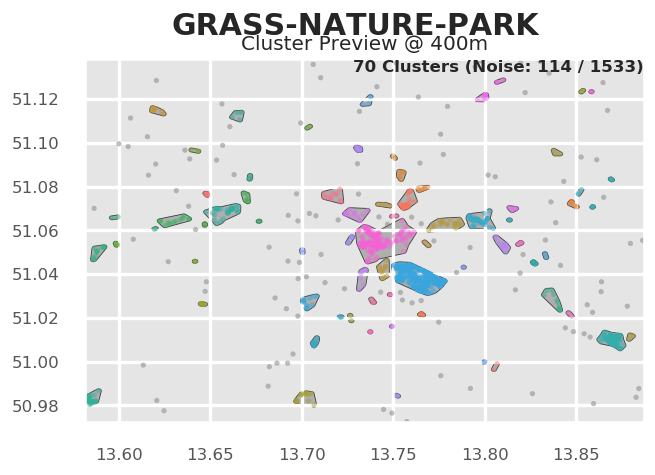 GRASS-NATURE-PARK
Cluster Preview @ 400m
70 Clusters (Noise: 114 / 1533)
51.12
51.10
51.08
51.06
51.04
51.02
51.00
50.98
13.60 13.65 13.70 13.75 13.80 13.85